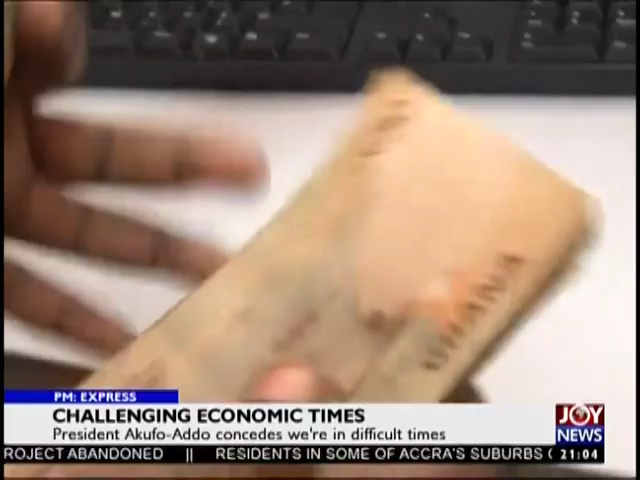 GHANA
PM: EXPRESS
CHALLENGING ECONOMIC TIMES
President Akufo-Addo concedes we're in difficult times
JOY
NEWS
ROJECT ABANDONED || RESIDENTS IN SOME OF ACCRA'S SUBURBS
21:04